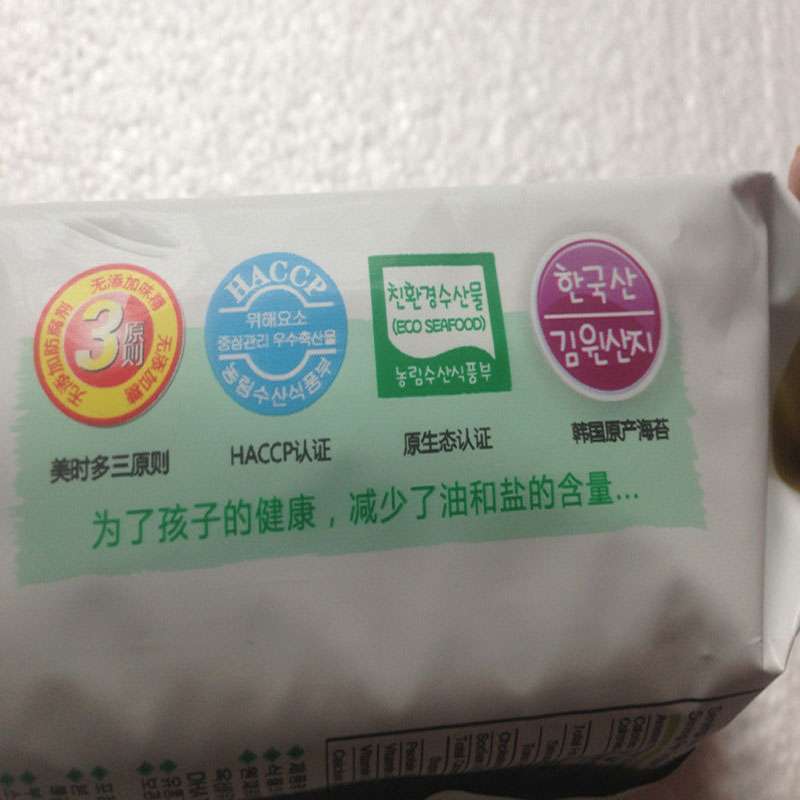 无添加防腐剂 无添加味精 无添加糖
3原则
美时多三原则
HACCP
위해요소
중점관리 우수축산물
농림수산식품부
HACCP认证
친환경수산물
(ECO SEAFOOD)
농림수산식품부
原生态认证
한국산
김원산지
韩国原产海苔
为了孩子的健康，减少了油和盐的含量...
DHA